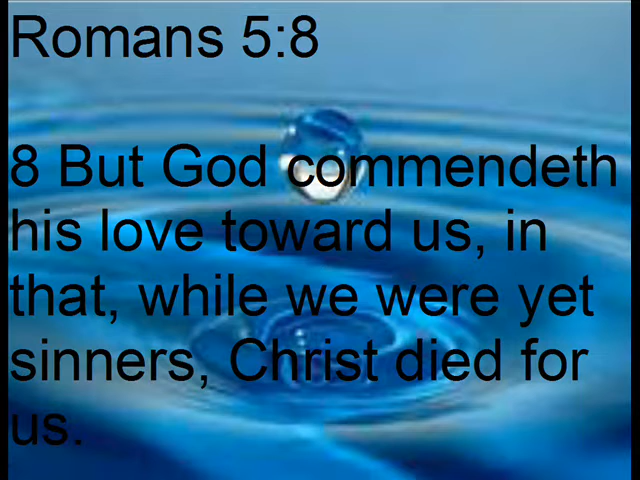 Romans 5:8
8 But God commendeth
his love toward us, in
that, while we were yet
sinners, Christ died for
us.